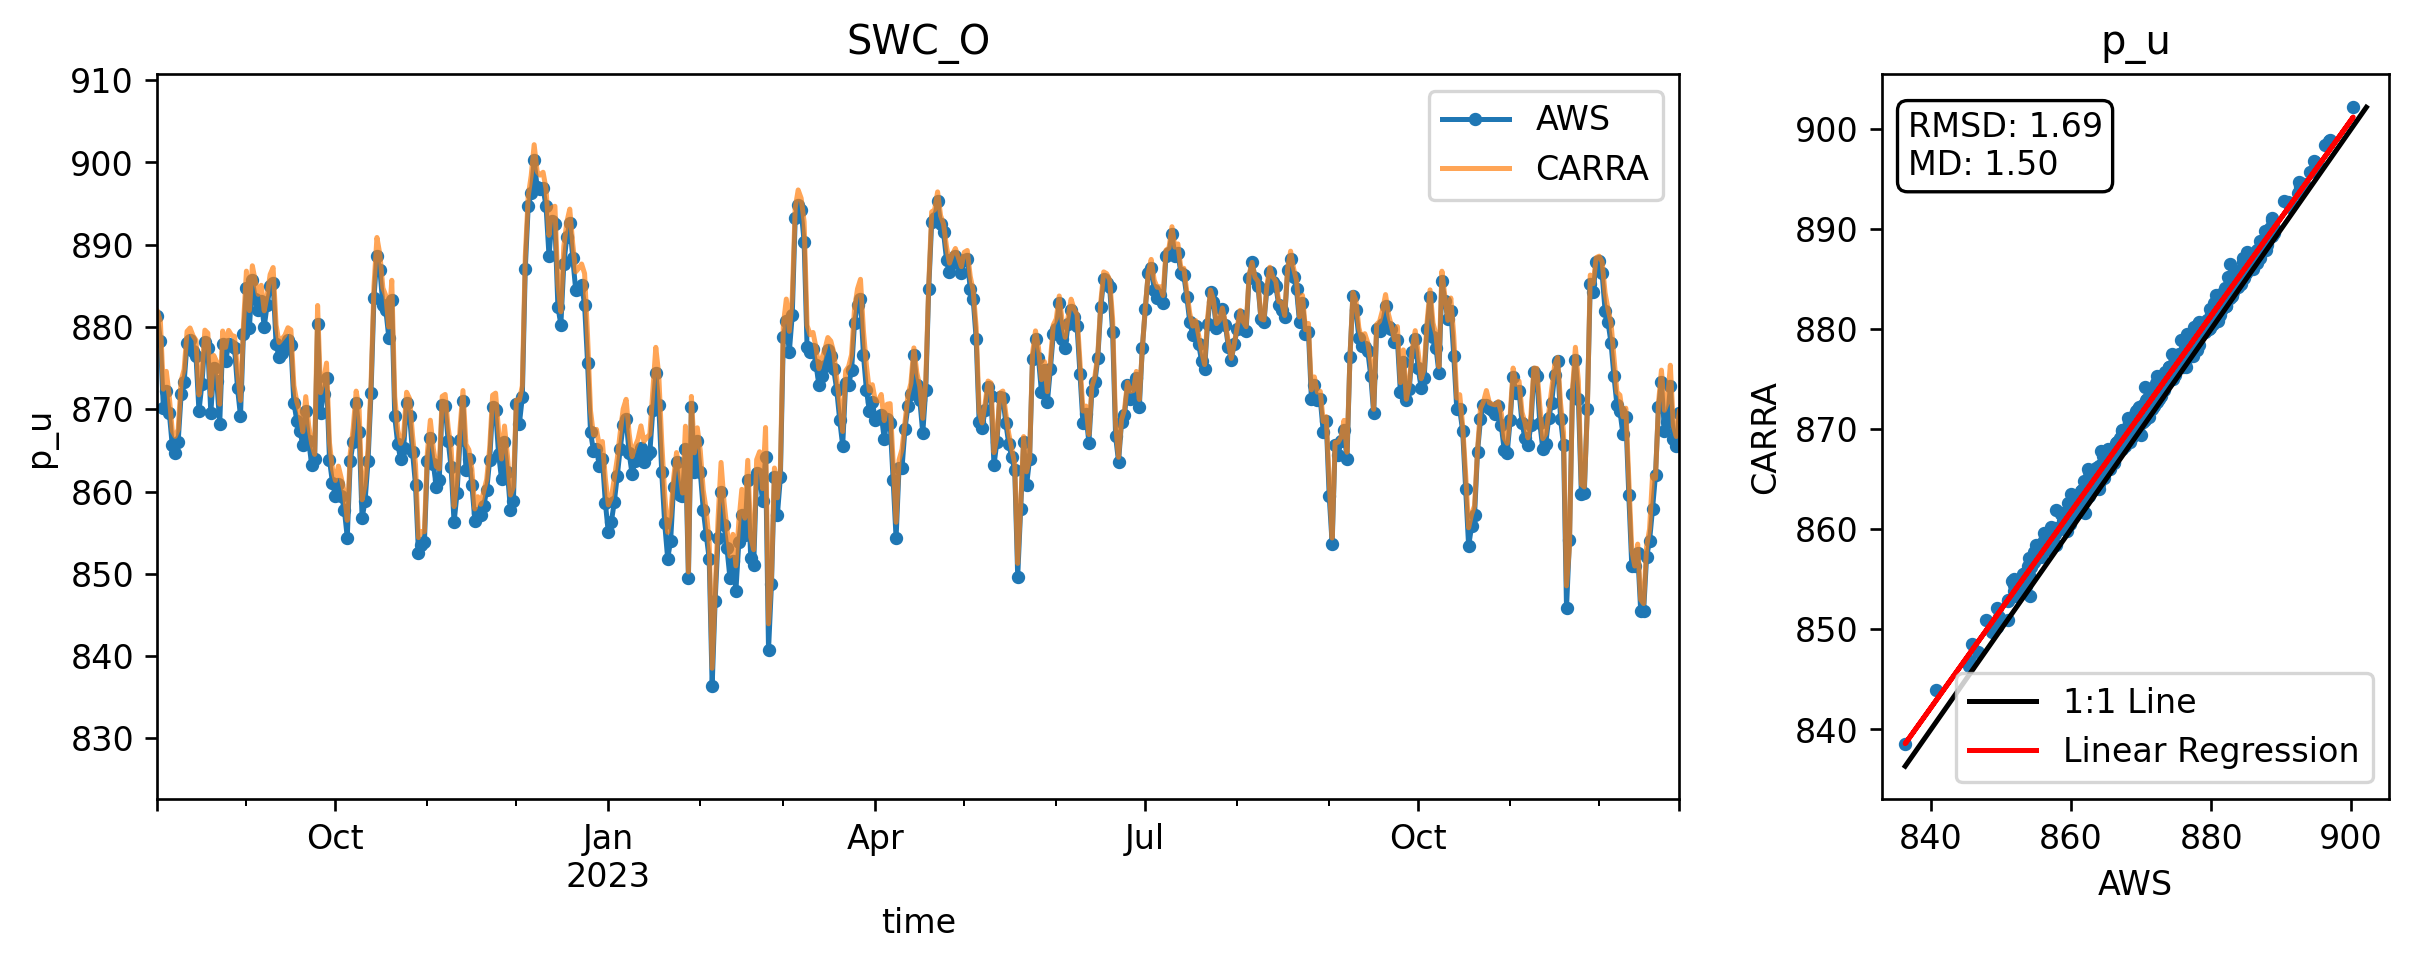 SWC_O
910
900
890
880
870
860
850
840
830
p_u
AWS
CARRA
Oct
Jan
2023
Apr
Jul
Oct
time
p_u
RMSD: 1.69
MD: 1.50
900
890
880
870
860
850
840
CARRA
1:1 Line
Linear Regression
840
860
880
900
AWS